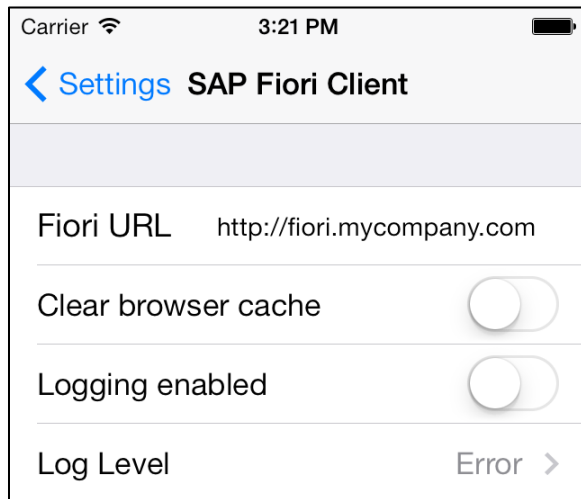 Carrier 3:21 PM
Settings SAP Fiori Client
Fiori URL http://fiori.mycompany.com
Clear browser cache
Logging enabled
Log Level Error